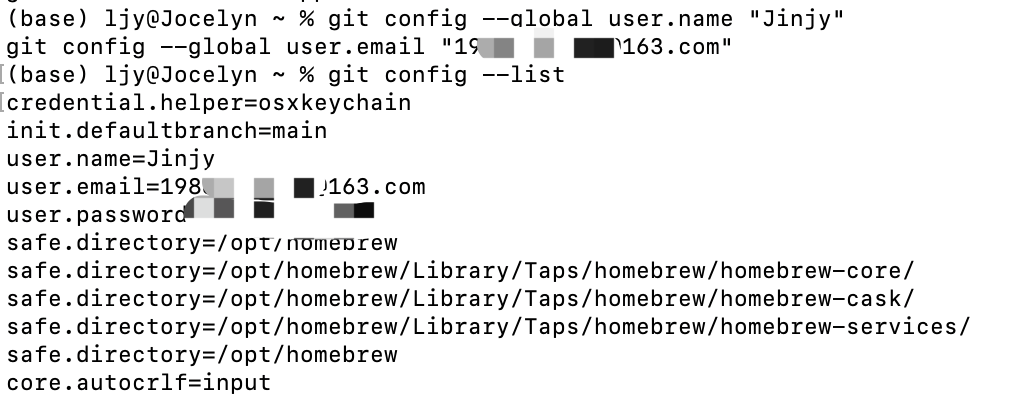 (base) ljy@Jocelyn ~ % git config --global user.name "Jinjy"
git config --global user.email "19 163.com"
(base) ljy@Jocelyn ~ % git config --list
credential.helper=osxkeychain
init.defaultbranch=main
user.name=Jinjy
user.email=198 163.com
user.password
safe.directory=/opt/homebrew
safe.directory=/opt/homebrew/Library/Taps/homebrew/homebrew-core/
safe.directory=/opt/homebrew/Library/Taps/homebrew/homebrew-cask/
safe.directory=/opt/homebrew/Library/Taps/homebrew/homebrew-services/
safe.directory=/opt/homebrew
core.autocrlf=input